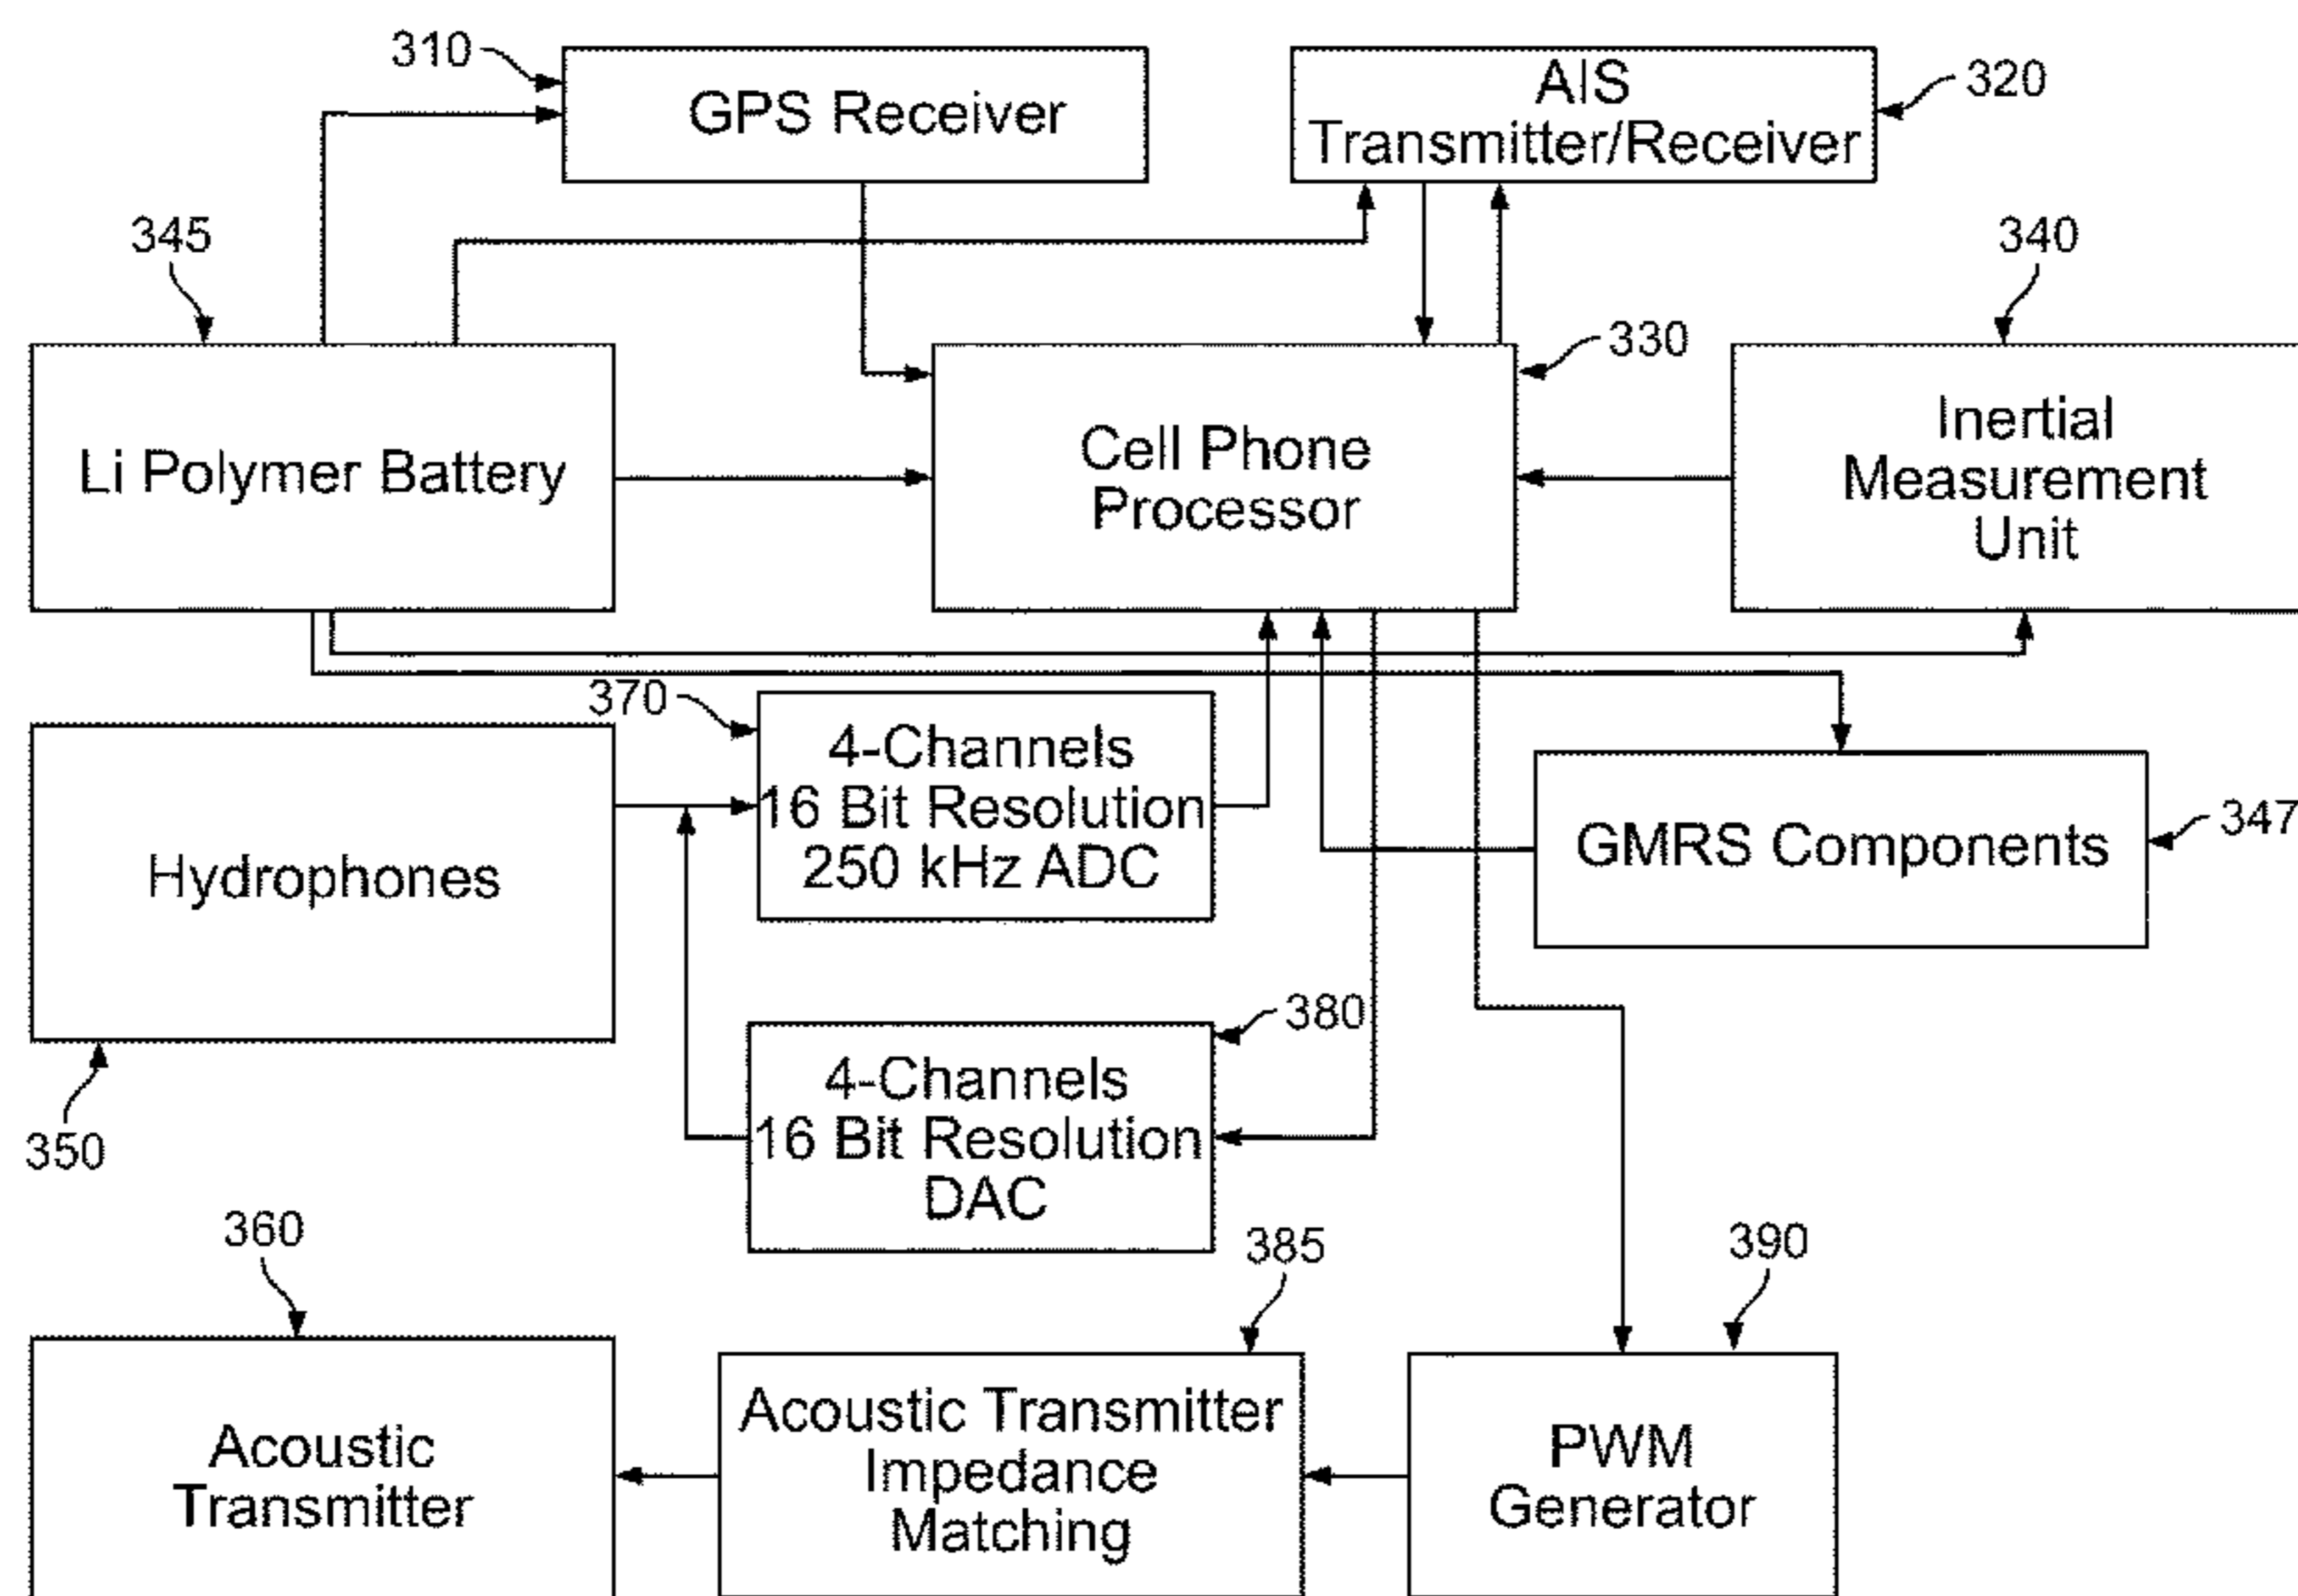 310
GPS Receiver
AIS
Transmitter/Receiver
320
345
340
330
Li Polymer Battery
Cell Phone
Processor
Inertial
Measurement
Unit
370
4-Channels
16 Bit Resolution
250 kHz ADC
Hydrophones
GMRS Components
347
350
380
4-Channels
16 Bit Resolution
DAC
360
385
390
Acoustic
Transmitter
Acoustic Transmitter
Impedance
Matching
PWM
Generator